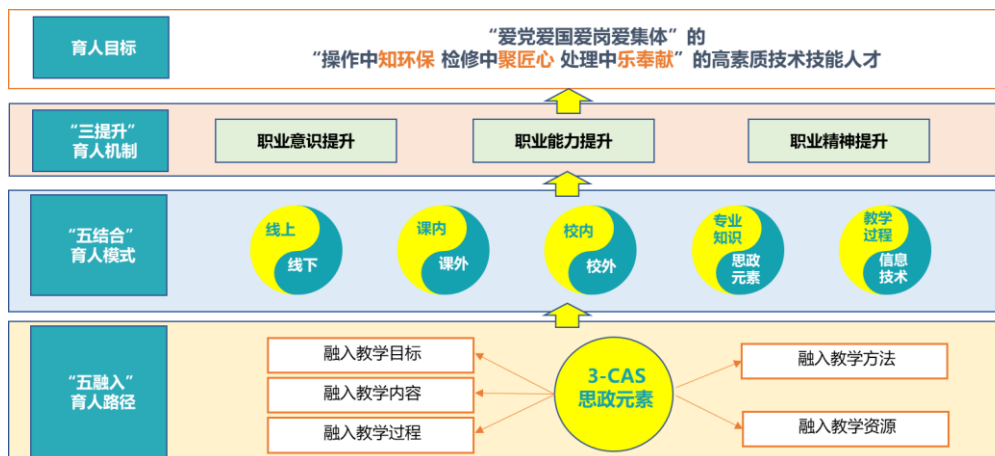 育人目标
“爱党爱国爱岗爱集体”的
“操作中知环保 检修中聚匠心 处理中乐奉献”的高素质技术技能人才
“三提升”
育人机制
职业意识提升
职业能力提升
职业精神提升
“五结合”
育人模式
线上
线下
课内
课外
校内
校外
专业
知识
思政
元素
教学
过程
信息
技术
“五融入”
育人路径
融入教学目标
融入教学内容
融入教学过程
3-CAS
思政元素
融入教学方法
融入教学资源